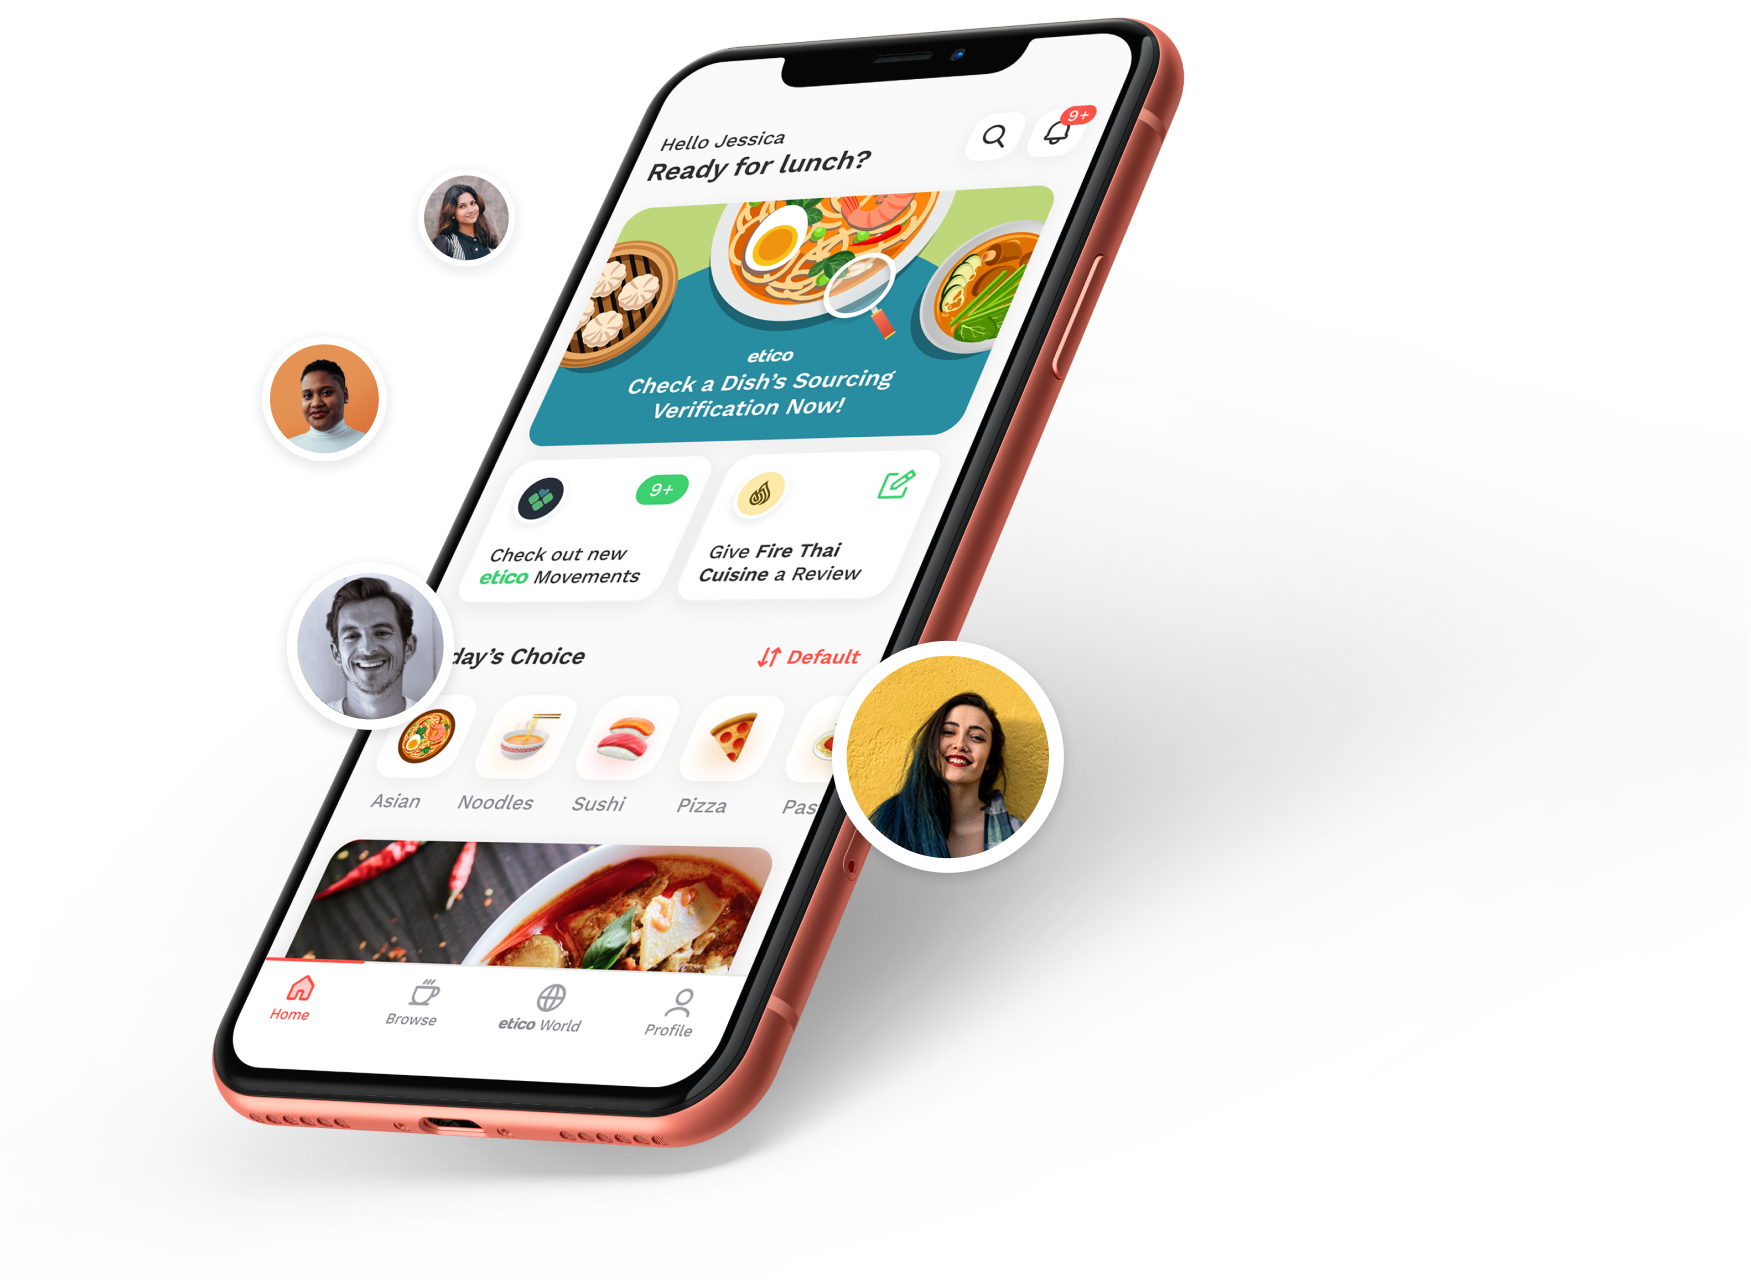 Hello Jessica
Ready for lunch?
9+
etico
Check a Dish's Sourcing
Verification Now!
9+
Check out new
etico Movements
Give Fire Thai
Cuisine a Review
day's Choice
Default
Asian
Noodles
Sushi
Pizza
Pas
Home
Browse
etico World
Profile